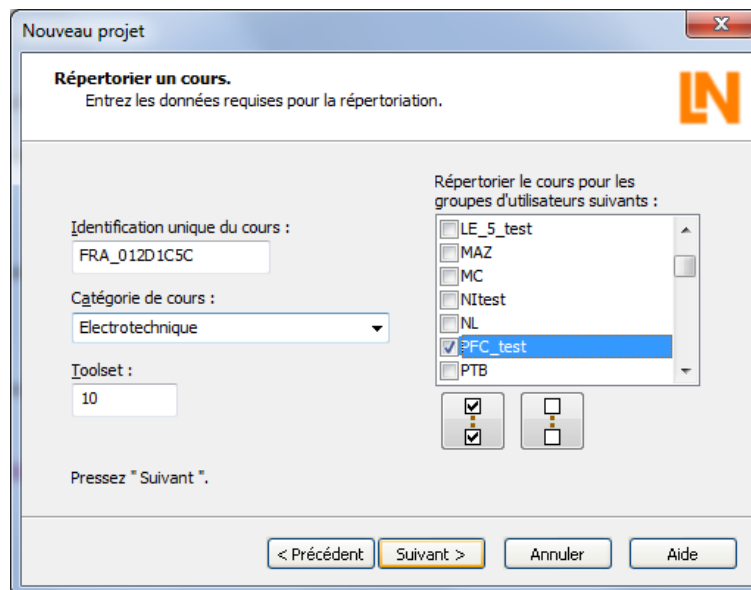 Nouveau projet
Répertorier un cours.
Entrez les données requises pour la répertoriation.
LN
Identification unique du cours :
FRA_012D1C5C
Catégorie de cours :
Electrotechnique
Toolset :
10
Pressez " Suivant ".
Répertorier le cours pour les
groupes d'utilisateurs suivants :
LE_5_test
MAZ
MC
NItest
NL
PFC_test
PTB
< Précédent
Suivant >
Annuler
Aide